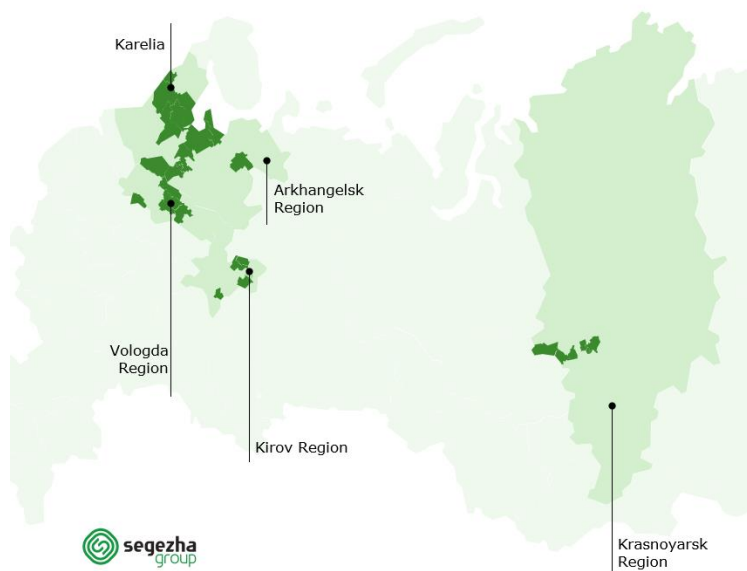 Karelia
Arkhangelsk
Region
Vologda
Region
Kirov Region
segezha
group
Krasnoyarsk
Region